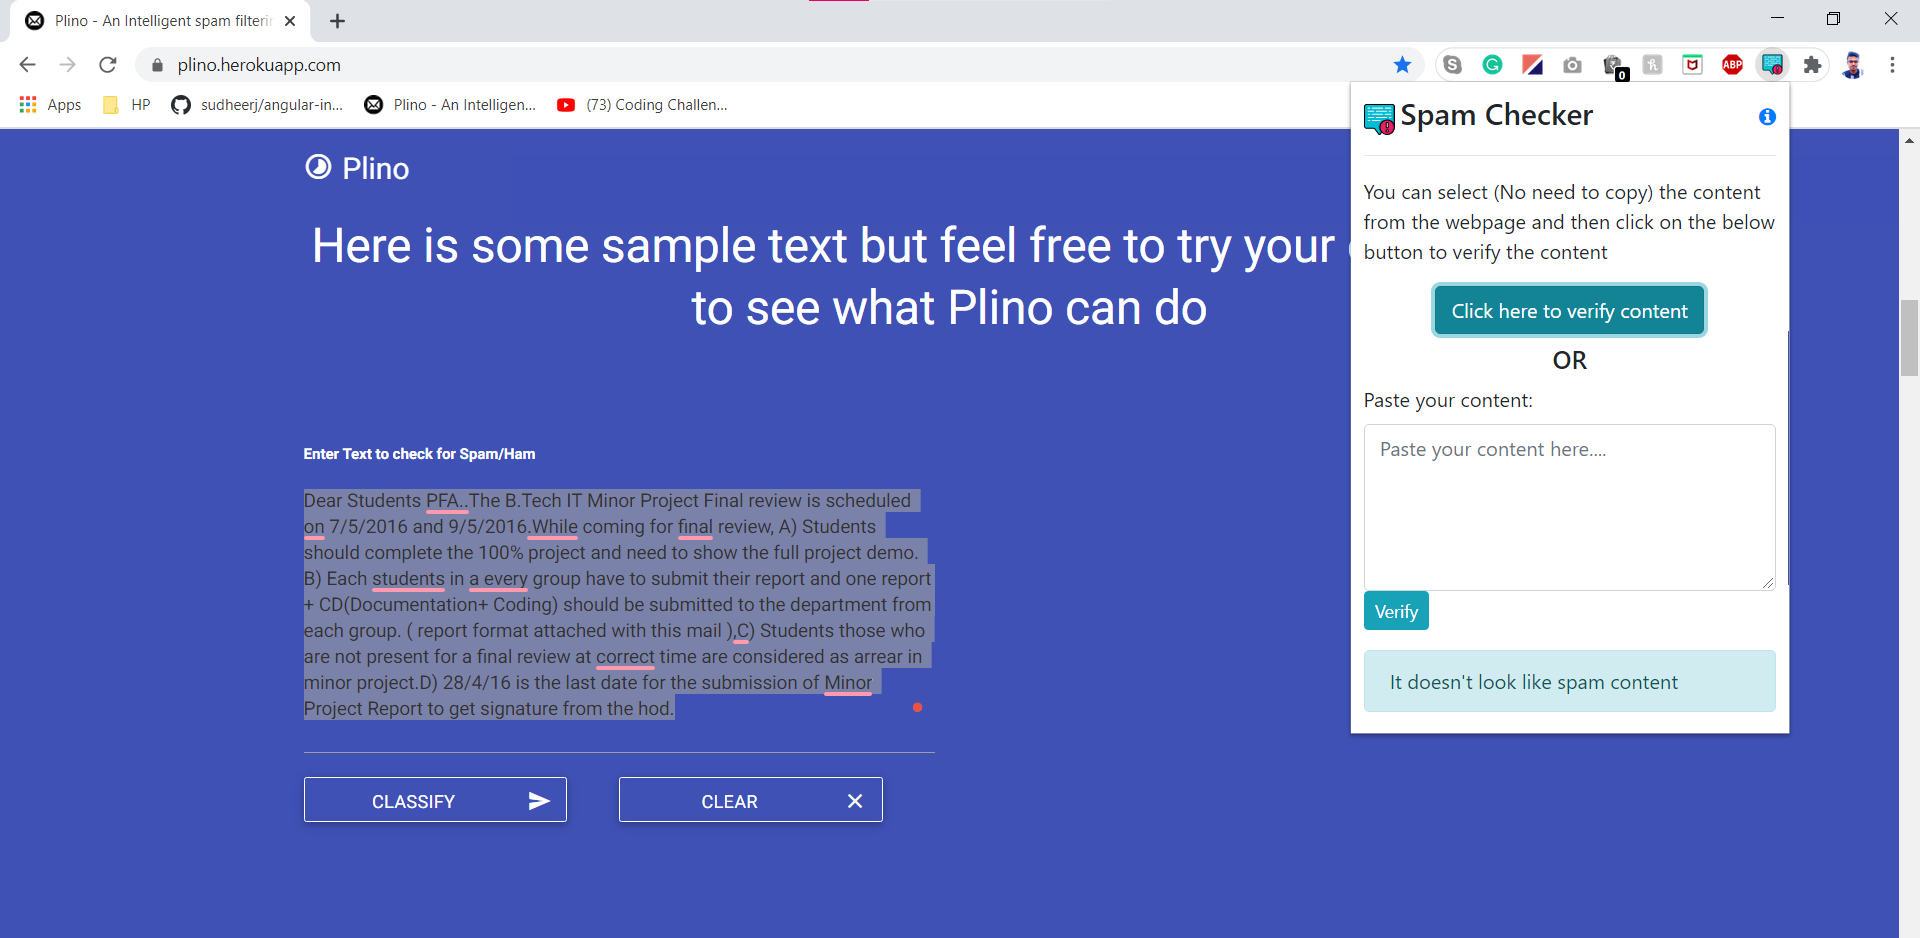 Plino - An Intelligent spam filterin
plino.herokuapp.com
ABP
0
Apps
HP
sudheerj/angular-in...
Plino - An Intelligen...
(73) Coding Challen...
Plino
Here is some sample text but feel free to try your
to see what Plino can do
Enter Text to check for Spam/Ham
Dear Students PFA..The B.Tech IT Minor Project Final review is scheduled
on 7/5/2016 and 9/5/2016.While coming for final review, A) Students
should complete the 100% project and need to show the full project demo.
B) Each students in a every group have to submit their report and one report
+ CD(Documentation+ Coding) should be submitted to the department from
each group. ( report format attached with this mail ),C) Students those who
are not present for a final review at correct time are considered as arrear in
minor project.D) 28/4/16 is the last date for the submission of Minor
Project Report to get signature from the hod.
CLASSIFY
CLEAR
Spam Checker
You can select (No need to copy) the content
from the webpage and then click on the below
button to verify the content
Click here to verify content
OR
Paste your content:
Paste your content here....
Verify
It doesn't look like spam content